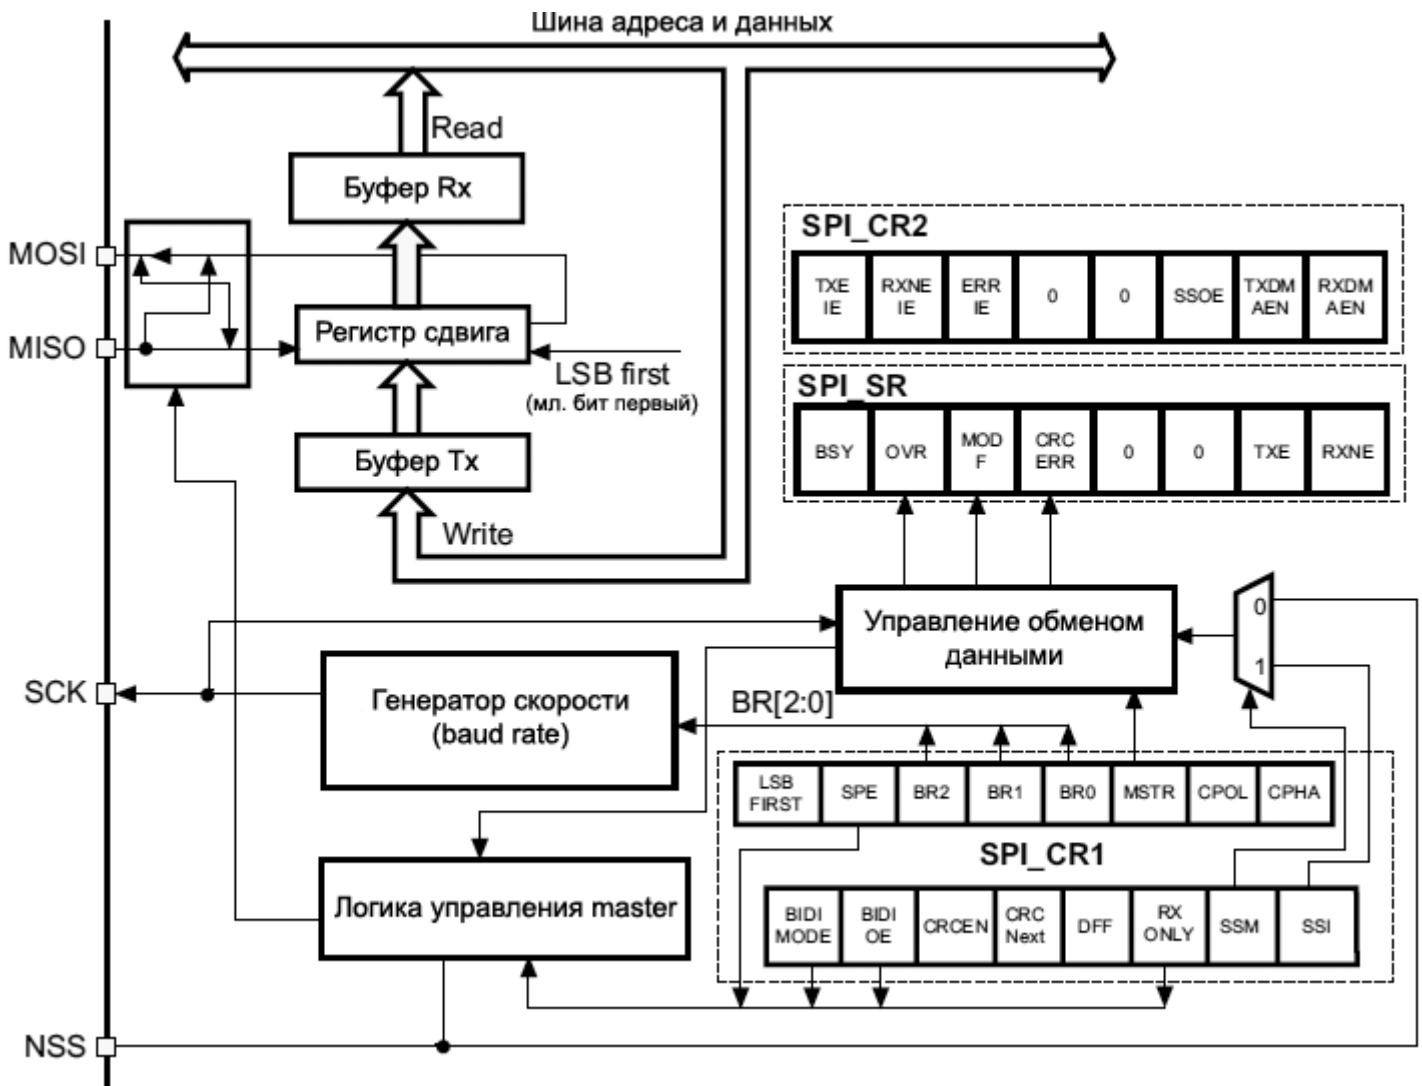 Шина адреса и данных
Read
Буфер Rx
MOSI
MISO
Регистр сдвига
LSB first
(мл. бит первый)
Буфер Tx
Write
SPI_CR2
TXE
IE
RXNE
IE
ERR
IE
0
0
SSOE
TXDM
AEN
RXDM
AEN
SPI_SR
BSY
OVR
MOD
F
CRC
ERR
0
0
TXE
RXNE
Управление обменом
данными
0
1
SCK
Генератор скорости
(baud rate)
BR[2:0]
LSB
FIRST
SPE
BR2
BR1
BR0
MSTR
CPOL
CPHA
SPI_CR1
Логика управления master
BIDI
MODE
BIDI
OE
CRCEN
CRC
Next
DFF
RX
ONLY
SSM
SSI
NSS